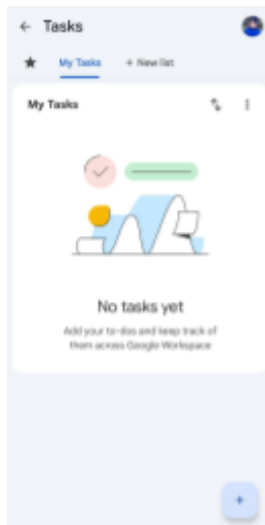 Tasks
My Tasks
+ New list
My Tasks
No tasks yet
Add your to-dos and keep track of
them across Google Workspace